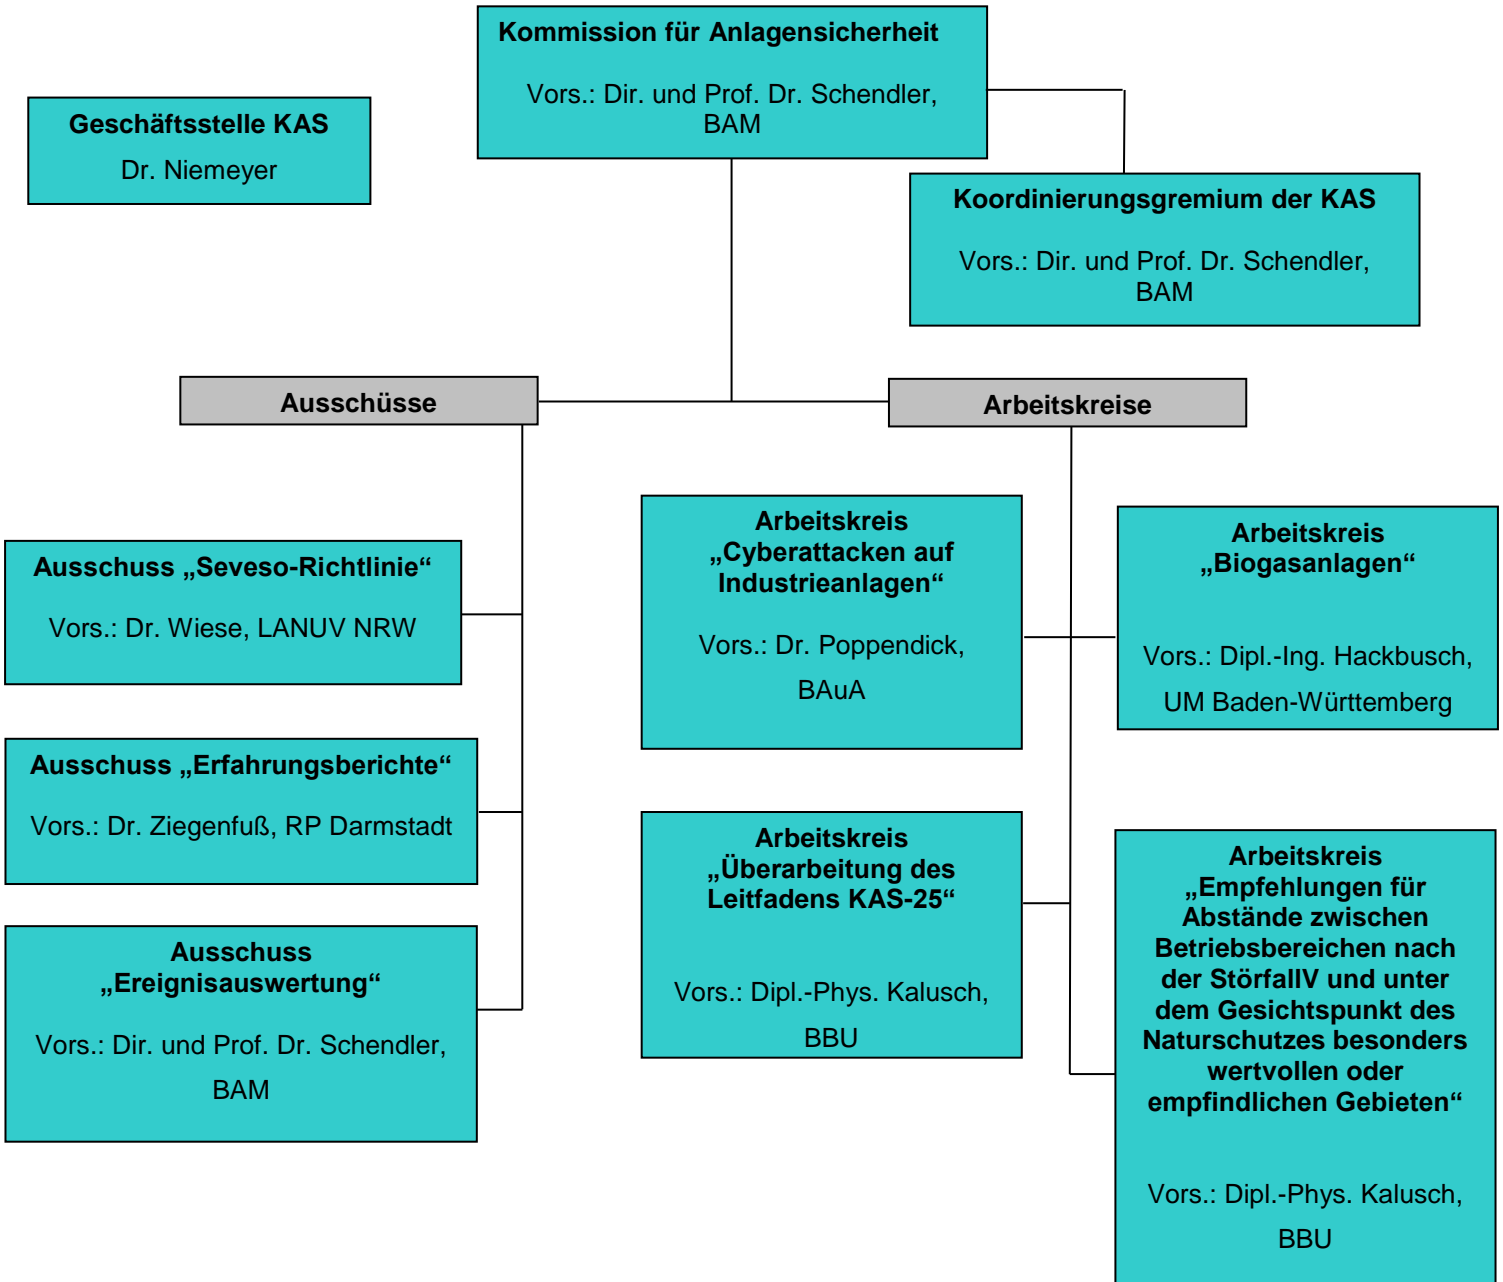 Kommission für Anlagensicherheit
Vors.: Dir. und Prof. Dr. Schendler,
BAM
Geschäftsstelle KAS
Dr. Niemeyer
Koordinierungsgremium der KAS
Vors.: Dir. und Prof. Dr. Schendler,
BAM
Ausschüsse
Arbeitskreise
Ausschuss „Seveso-Richtlinie“
Vors.: Dr. Wiese, LANUV NRW
Ausschuss „Erfahrungsberichte“
Vors.: Dr. Ziegenfuß, RP Darmstadt
Ausschuss
„Ereignisauswertung“
Vors.: Dir. und Prof. Dr. Schendler,
BAM
Arbeitskreis
„Cyberattacken auf
Industrieanlagen“
Vors.: Dr. Poppendick,
BAuA
Arbeitskreis
„Biogasanlagen“
Vors.: Dipl.-Ing. Hackbusch,
UM Baden-Württemberg
Arbeitskreis
„Überarbeitung des
Leitfadens KAS-25“
Vors.: Dipl.-Phys. Kalusch,
BBU
Arbeitskreis
„Empfehlungen für
Abstände zwischen
Betriebsbereichen nach
der StörfallV und unter
dem Gesichtspunkt des
Naturschutzes besonders
wertvollen oder
empfindlichen Gebieten“
Vors.: Dipl.-Phys. Kalusch,
BBU